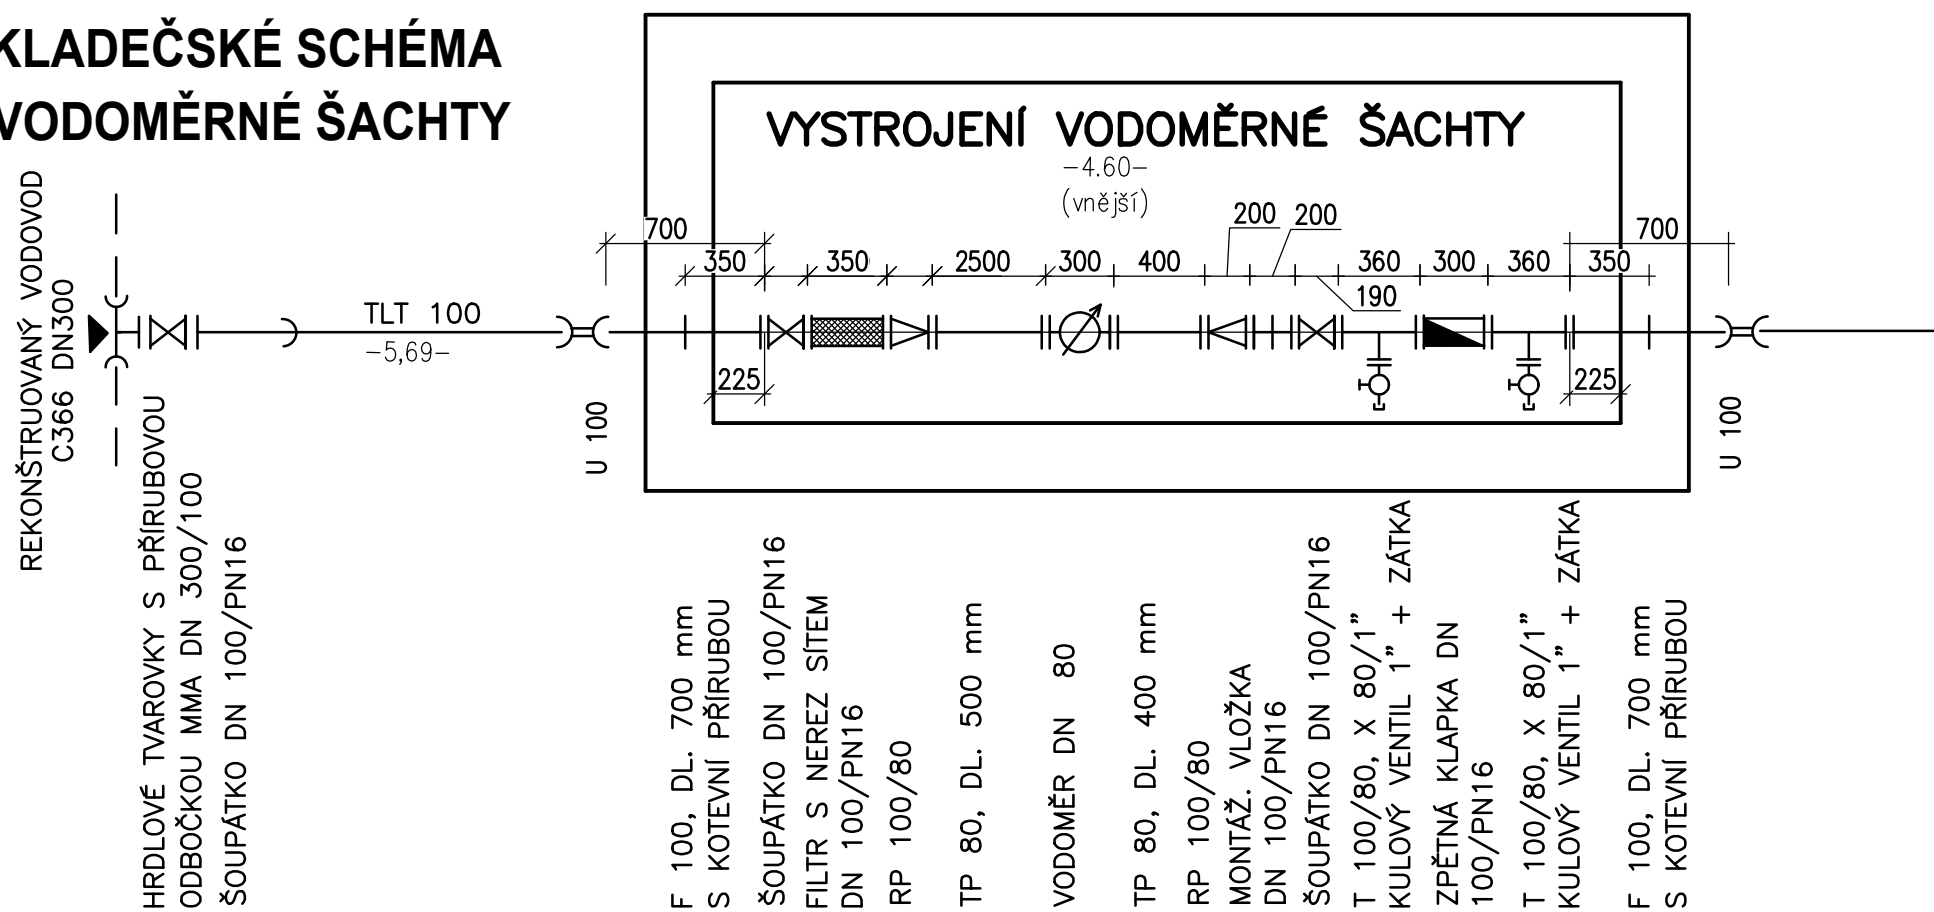 KLADEČSKÉ SCHÉMA
VODOMĚRNÉ ŠACHTY
VYSTROJENÍ VODOMĚRNÉ ŠACHTY
-4.60-
(vnější)
REKONŠTRUOVANÝ VODOVOD
C366 DN300
TLT 100
-5,69-
700
350
350
2500
300
400
200
200
360
300
360
350
700
190
225
225
U 100
U 100
HRDLOVÉ TVAROVKY S PŘÍRUBOVOU
ODBOČKOU MMA DN 300/100
ŠOUPÁTKO DN 100/PN16
F 100, DL. 700 mm
S KOTEVNÍ PŘÍRUBOU
ŠOUPÁTKO DN 100/PN16
FILTR S NEREZ SÍTEM
DN 100/PN16
RP 100/80
TP 80, DL. 500 mm
VODOMĚR DN 80
TP 80, DL. 400 mm
RP 100/80
MONTÁŽ. VLOŽKA
DN 100/PN16
ŠOUPÁTKO DN 100/PN16
T 100/80, X 80/1"
KULOVÝ VENTIL 1" + ZÁTKA
ZPĚTNÁ KLAPKA DN
100/PN16
T 100/80, X 80/1"
KULOVÝ VENTIL 1" + ZÁTKA
F 100, DL. 700 mm
S KOTEVNÍ PŘÍRUBOU